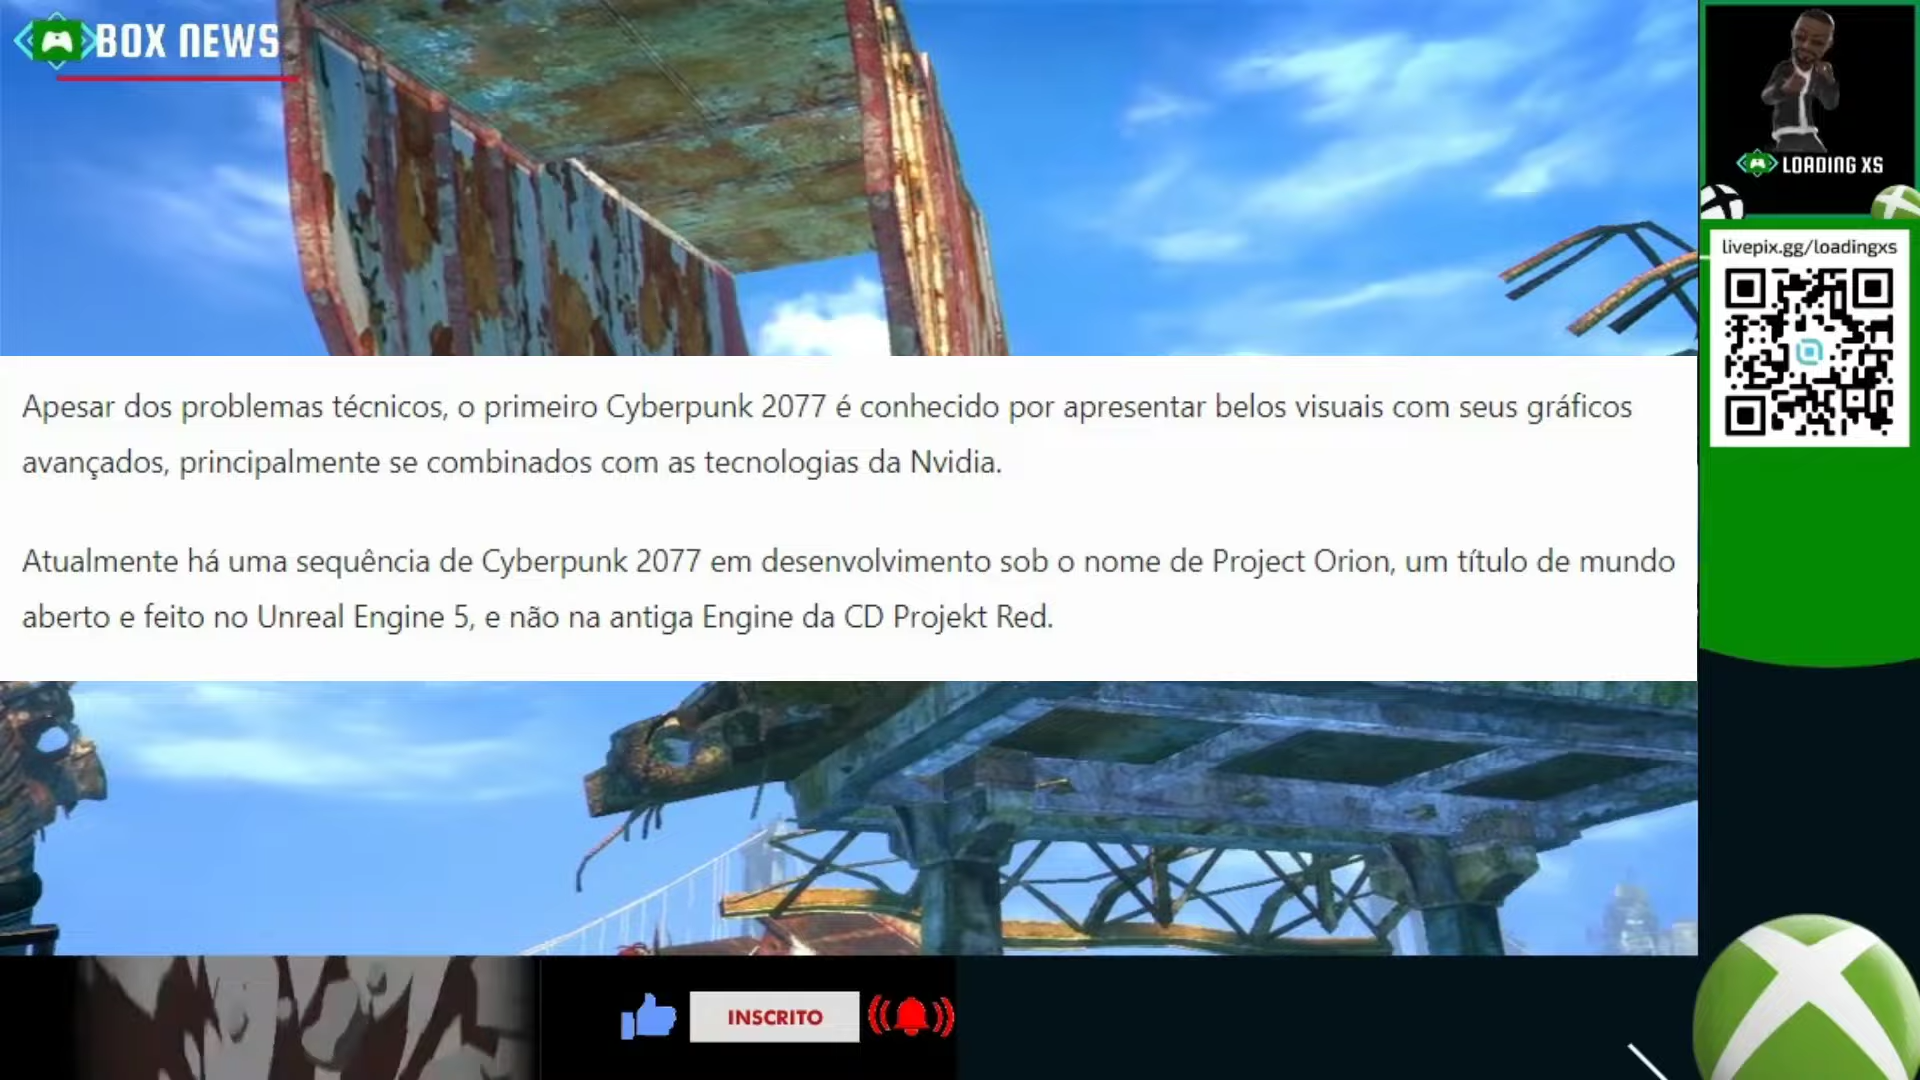 BOX NEWS
LOADING XS
livepix.gg/loadingxs
Apesar dos problemas técnicos, o primeiro Cyberpunk 2077 é conhecido por apresentar belos visuais com seus gráficos
avançados, principalmente se combinados com as tecnologias da Nvidia.
Atualmente há uma sequência de Cyberpunk 2077 em desenvolvimento sob o nome de Project Orion, um título de mundo
aberto e feito no Unreal Engine 5, e não na antiga Engine da CD Projekt Red.
INSCRITO